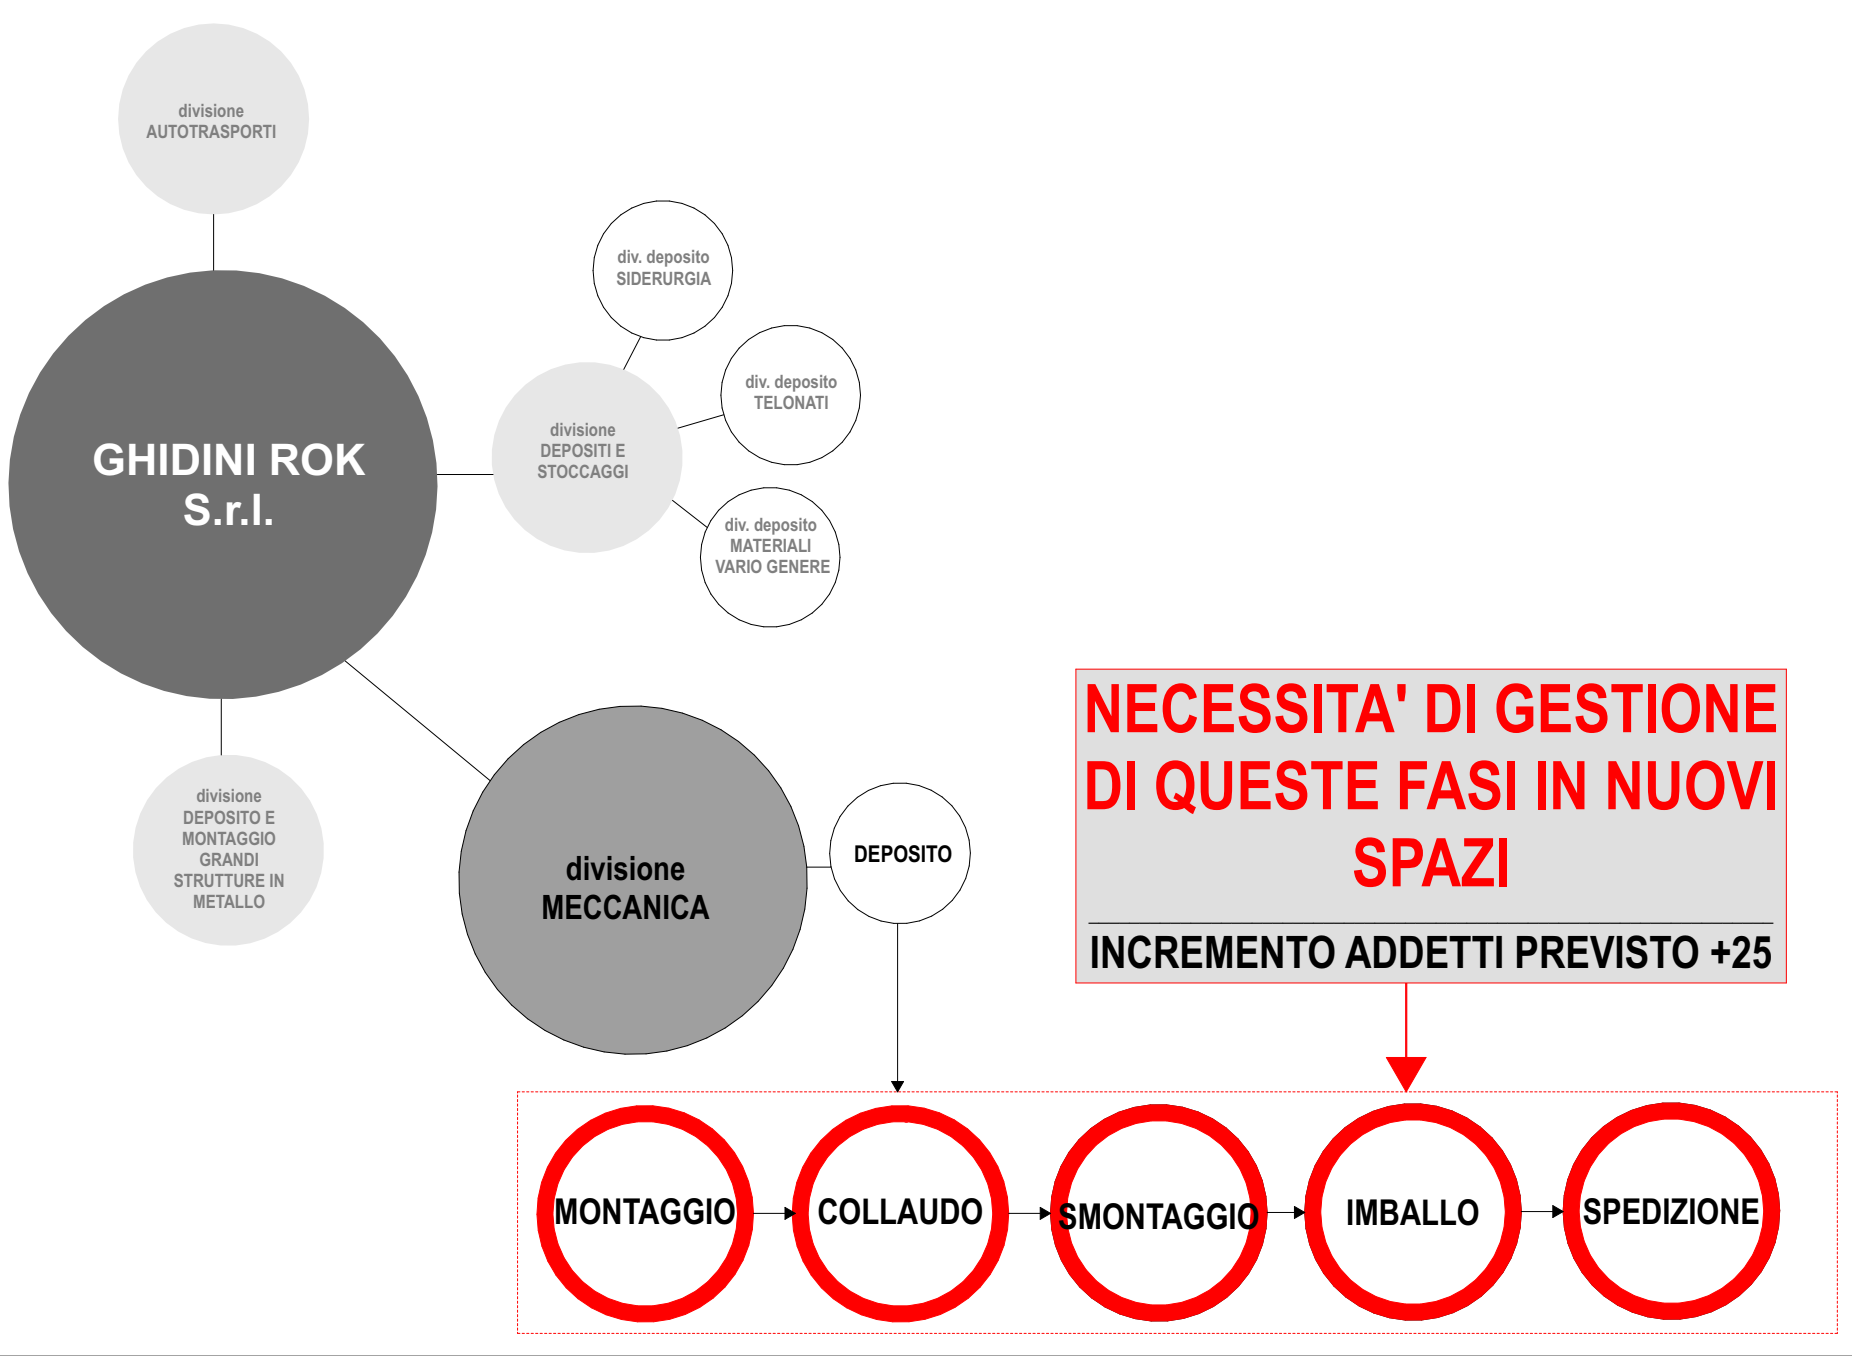 divisione
AUTOTRASPORTI
div. deposito
SIDERURGIA
div. deposito
TELONATI
divisione
DEPOSITI E
STOCCAGGI
GHIDINI ROK
S.r.l.
div. deposito
MATERIALI
VARIO GENERE
NECESSITA' DI GESTIONE
DI QUESTE FASI IN NUOVI
SPAZI
INCREMENTO ADDETTI PREVISTO +25
divisione
DEPOSITO E
MONTAGGIO
GRANDI
STRUTTURE IN
METALLO
divisione
MECCANICA
DEPOSITO
MONTAGGIO
COLLAUDO
SMONTAGGIO
IMBALLO
SPEDIZIONE